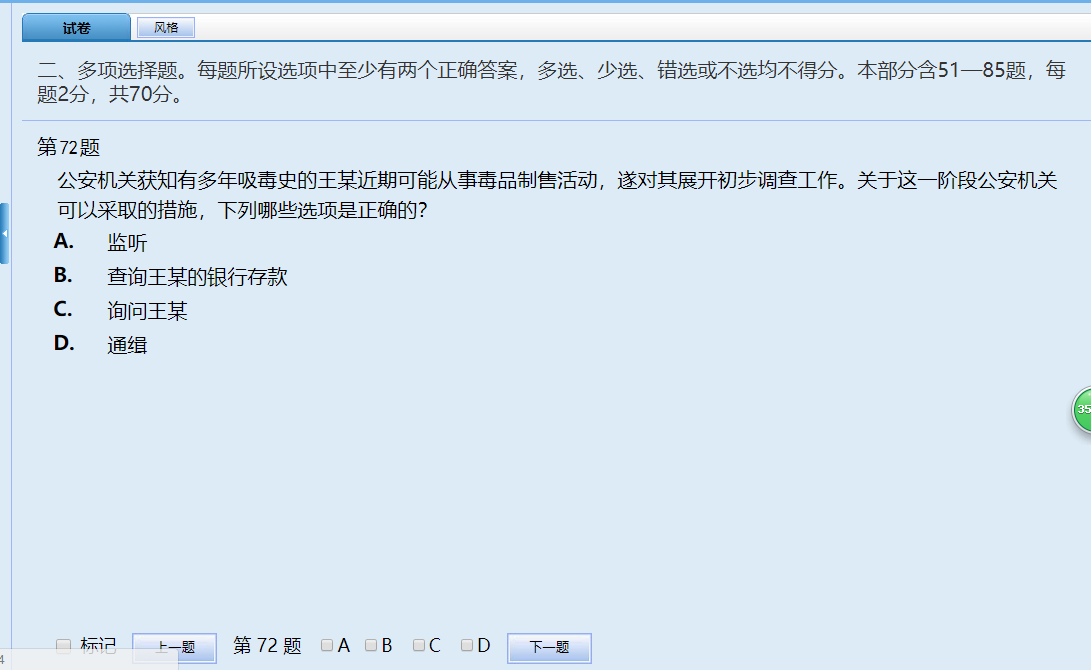 试卷 风格
二、多项选择题。每题所设选项中至少有两个正确答案，多选、少选、错选或不选均不得分。本部分含51—85题，每
题2分，共70分。
第72题
公安机关获知有多年吸毒史的王某近期可能从事毒品制售活动，遂对其展开初步调查工作。关于这一阶段公安机关
可以采取的措施，下列哪些选项是正确的？
A. 监听
B. 查询王某的银行存款
C. 询问王某
D. 通缉
35
标记 上一题 第 72 题 A B C D 下一题
4